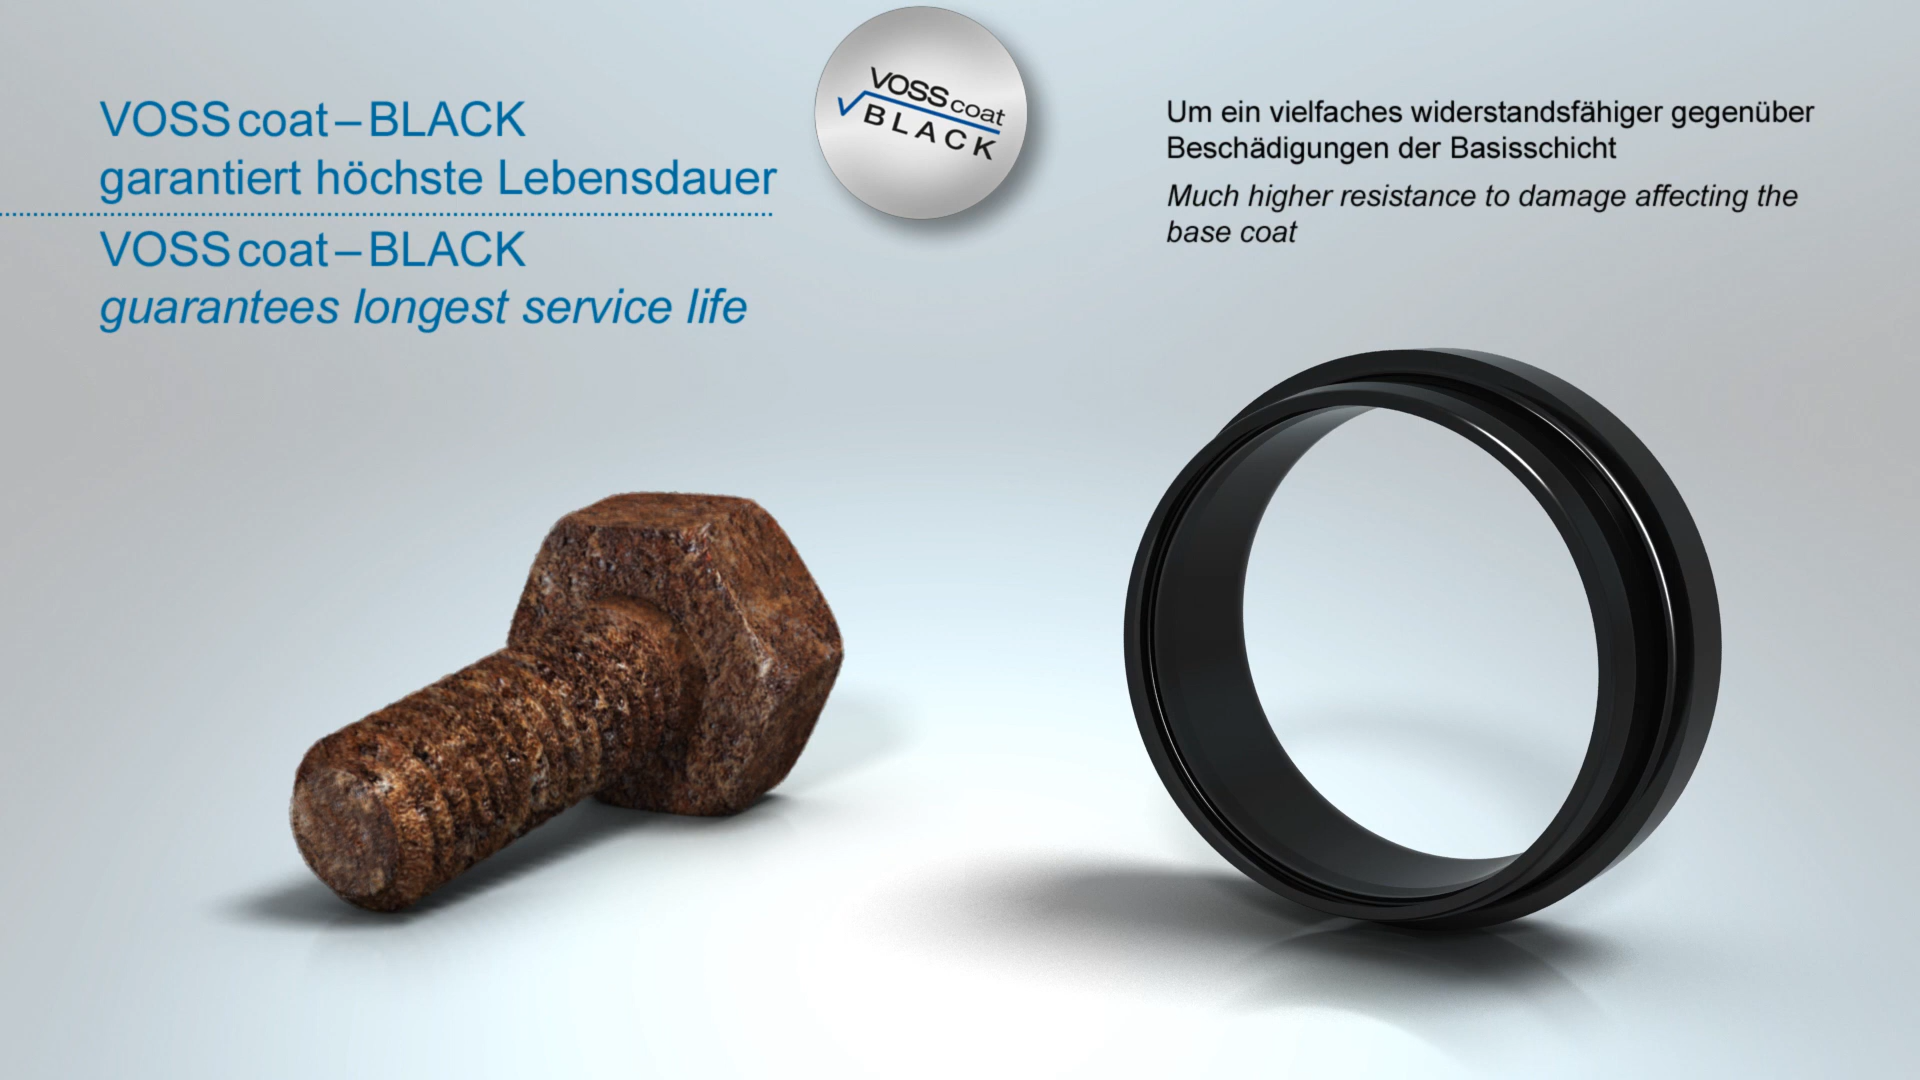 VOSS coat – BLACK
garantiert höchste Lebensdauer
VOSS coat – BLACK
guarantees longest service life
VOSS coat
BLACK
Um ein vielfaches widerstandsfähiger gegenüber
Beschädigungen der Basisschicht
Much higher resistance to damage affecting the
base coat